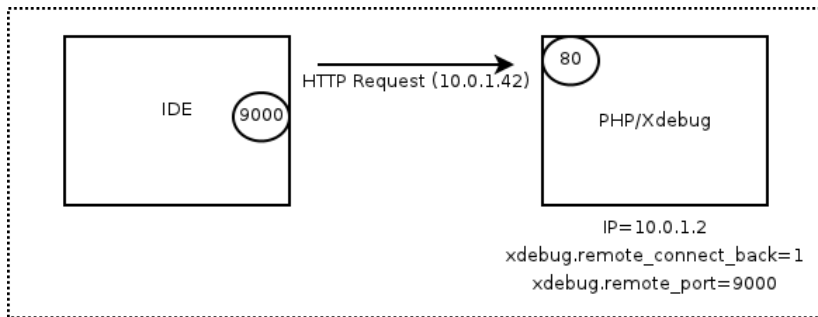 IDE
9000
HTTP Request (10.0.1.42)
80
PHP/Xdebug
IP=10.0.1.2
xdebug.remote_connect_back=1
xdebug.remote_port=9000